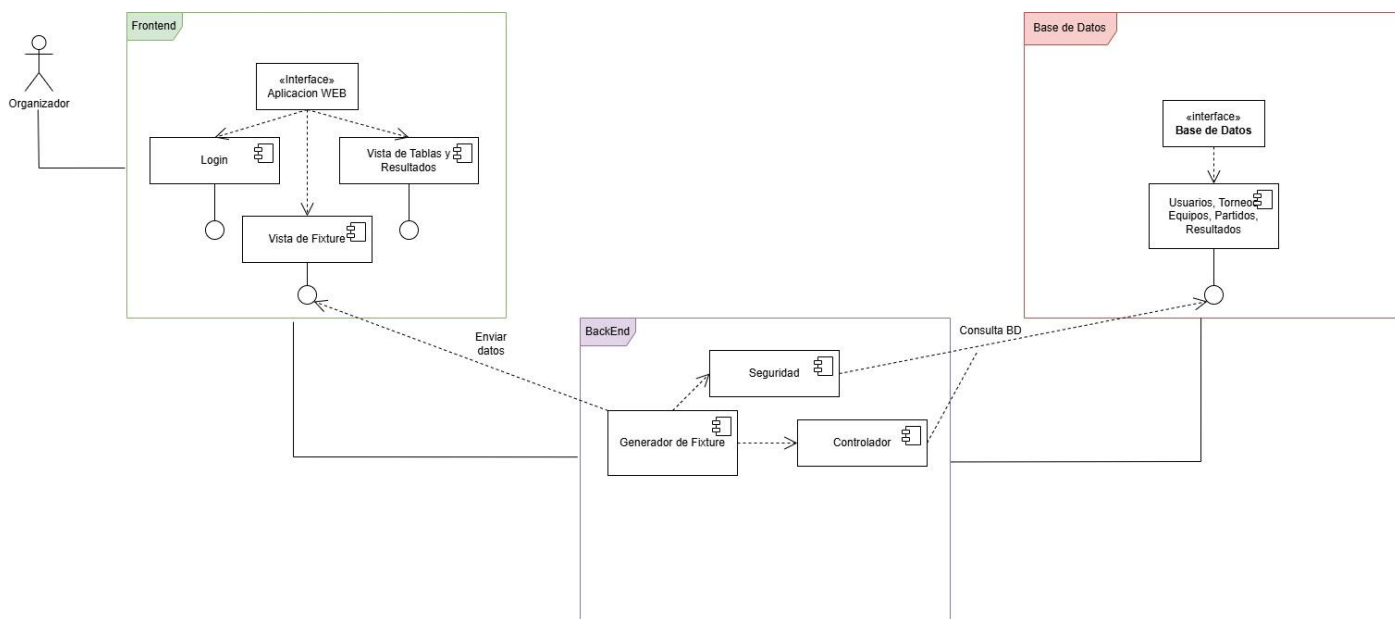 Frontend
Organizador
«Interface»
Aplicacion WEB
Login
Vista de Tablas y
Resultados
Vista de Fixture
Enviar
datos
BackEnd
Seguridad
Generador de Fixture
Controlador
Consulta BD
Base de Datos
«interface»
Base de Datos
Usuarios, Torneo
Equipos, Partidos,
Resultados